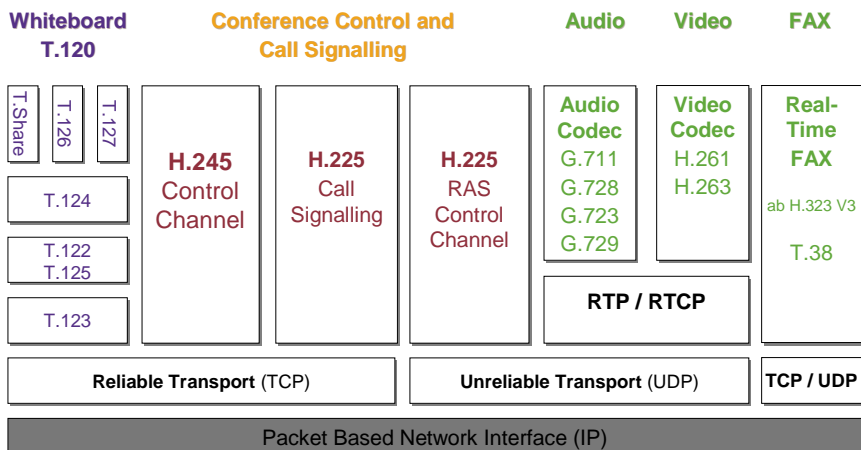 Whiteboard
T.120
Conference Control and
Call Signalling
Audio
Video
FAX
T.Share
T.126
T.127
T.124
T.122
T.125
T.123
H.245
Control
Channel
H.225
Call
Signalling
H.225
RAS
Control
Channel
Audio
Codec
G.711
G.728
G.723
G.729
Video
Codec
H.261
H.263
RTP / RTCP
Real-
Time
FAX
ab H.323 V3
T.38
Reliable Transport (TCP)
Unreliable Transport (UDP)
TCP / UDP
Packet Based Network Interface (IP)